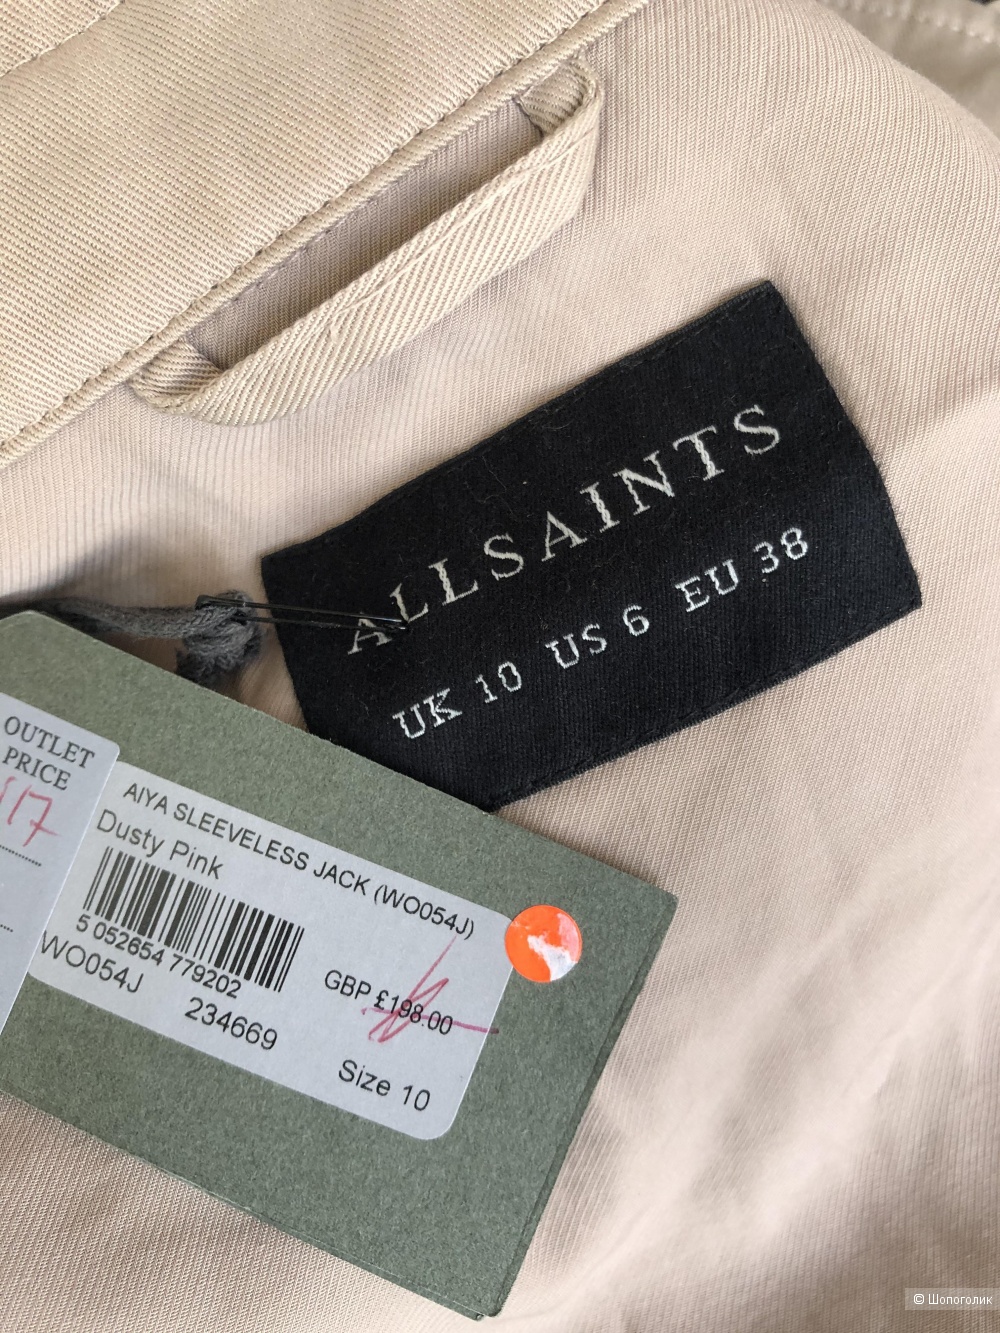 ALLSAINTS
UK 10 US 6 EU 38
OUTLET
PRICE
AIYA SLEEVELESS JACK (WO054J)
Dusty Pink
5 052654 779202
WO054J
234669
GBP £198.00
Size 10
© Шопоголик